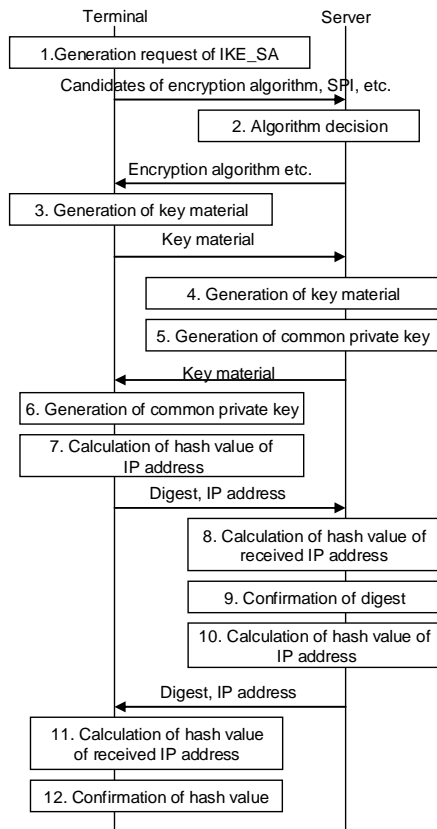 Terminal
Server
1.Generation request of IKE_SA
Candidates of encryption algorithm, SPI, etc.
2. Algorithm decision
Encryption algorithm etc.
3. Generation of key material
Key material
4. Generation of key material
5. Generation of common private key
Key material
6. Generation of common private key
7. Calculation of hash value of
IP address
Digest, IP address
8. Calculation of hash value of
received IP address
9. Confirmation of digest
10. Calculation of hash value of
IP address
Digest, IP address
11. Calculation of hash value
of received IP address
12. Confirmation of hash value